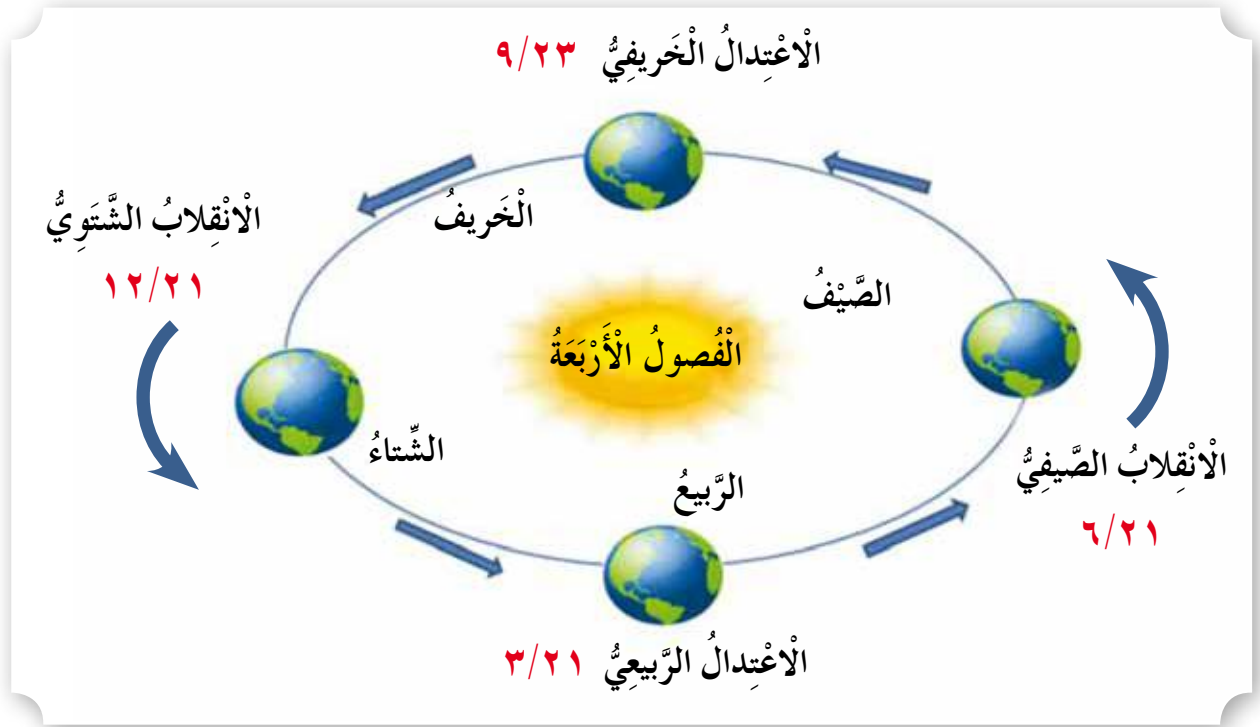 الْاعْتِدالُ الْخَريفِيُّ ٩/٢٣
الْخَريفُ
الْانْقِلابُ الشَّتَوِيُّ
١٢/٢١
الصَّيْفُ
الْفُصولُ الْأَرْبَعَةُ
الشِّتاءُ
الرَّبيعُ
الْانْقِلابُ الصَّيفِيُّ
٦/٢١
الْاعْتِدالُ الرَّبيعِيُّ ٣/٢١